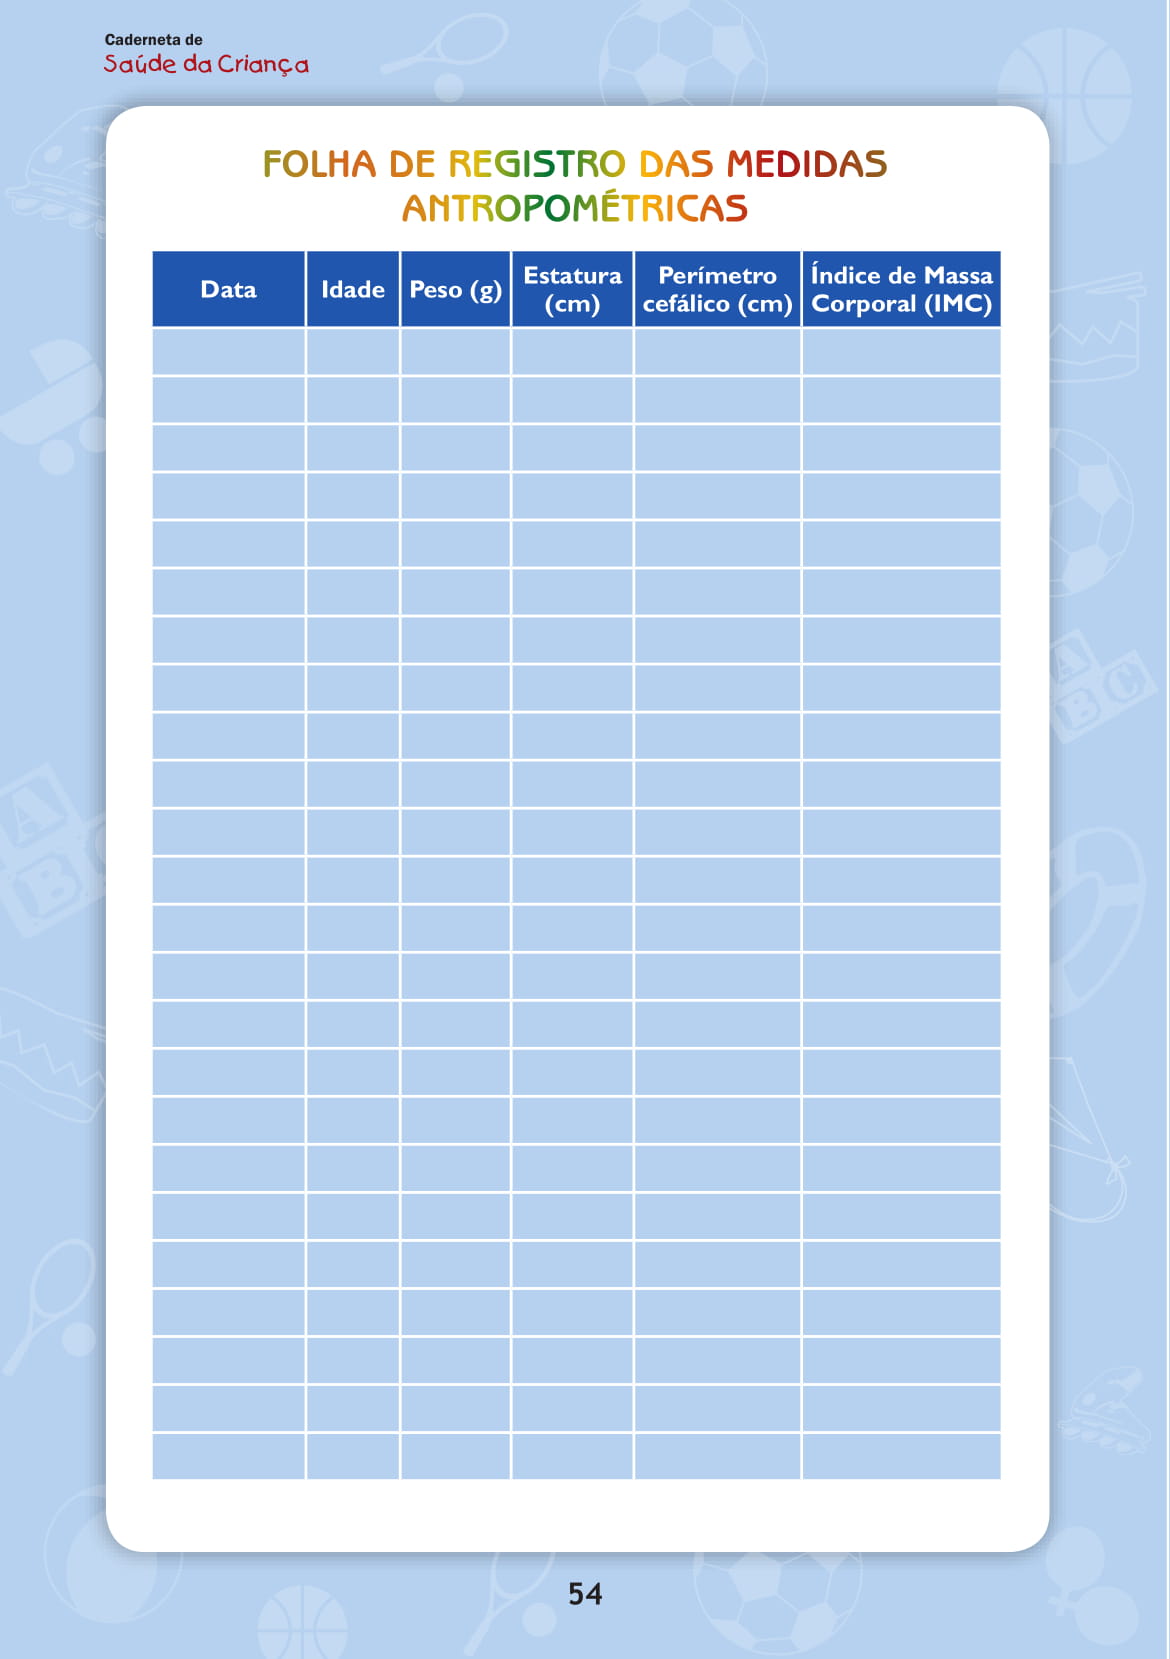 Caderneta de
Saúde da Criança
FOLHA DE REGISTRO DAS MEDIDAS
ANTROPOMÉTRICAS
Data
Idade
Peso (g)
Estatura
(cm)
Perímetro
cefálico (cm)
Índice de Massa
Corporal (IMC)
A
B
C
A
B
54